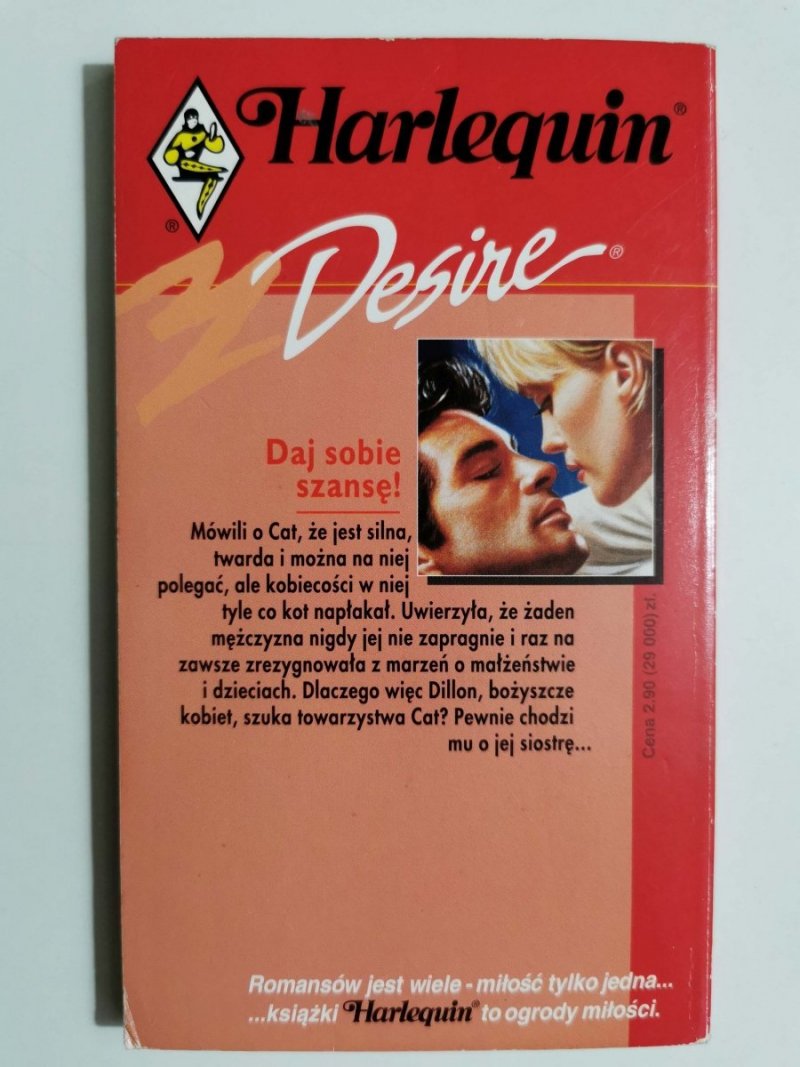 Harlequin®
®
Desire®
Daj sobie
szansę!
Mówili o Cat, że jest silna,
twarda i można na niej
polegać, ale kobiecości w niej
tyle co kot napłakał. Uwierzyła, że żaden
mężczyzna nigdy jej nie zapragnie i raz na
zawsze zrezygnowała z marzeń o małżeństwie
i dzieciach. Dlaczego więc Dillon, bożyszcze
kobiet, szuka towarzystwa Cat? Pewnie chodzi
mu o jej siostrę...
Cena 2.90 (29 000) zł.
Romansów jest wiele - miłość tylko jedna...
...książki Harlequin® to ogrody miłości.